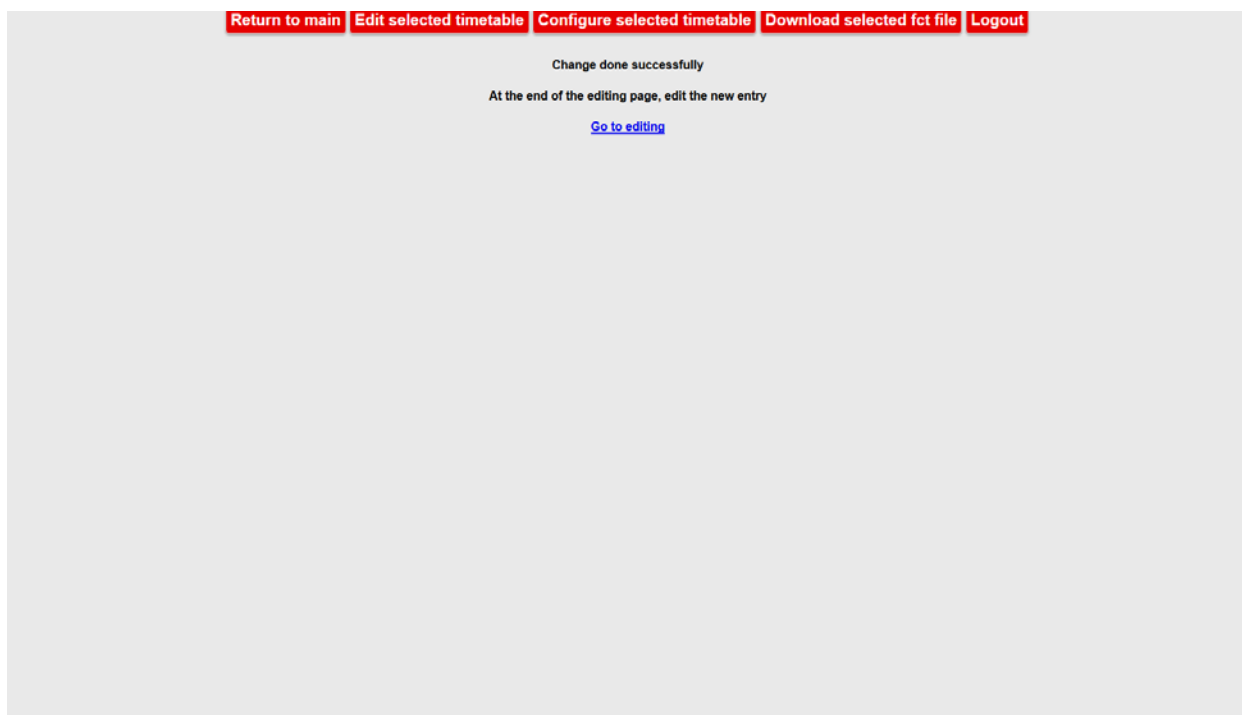 Return to main Edit selected timetable Configure selected timetable Download selected fct file Logout
Change done successfully
At the end of the editing page, edit the new entry
Go to editing